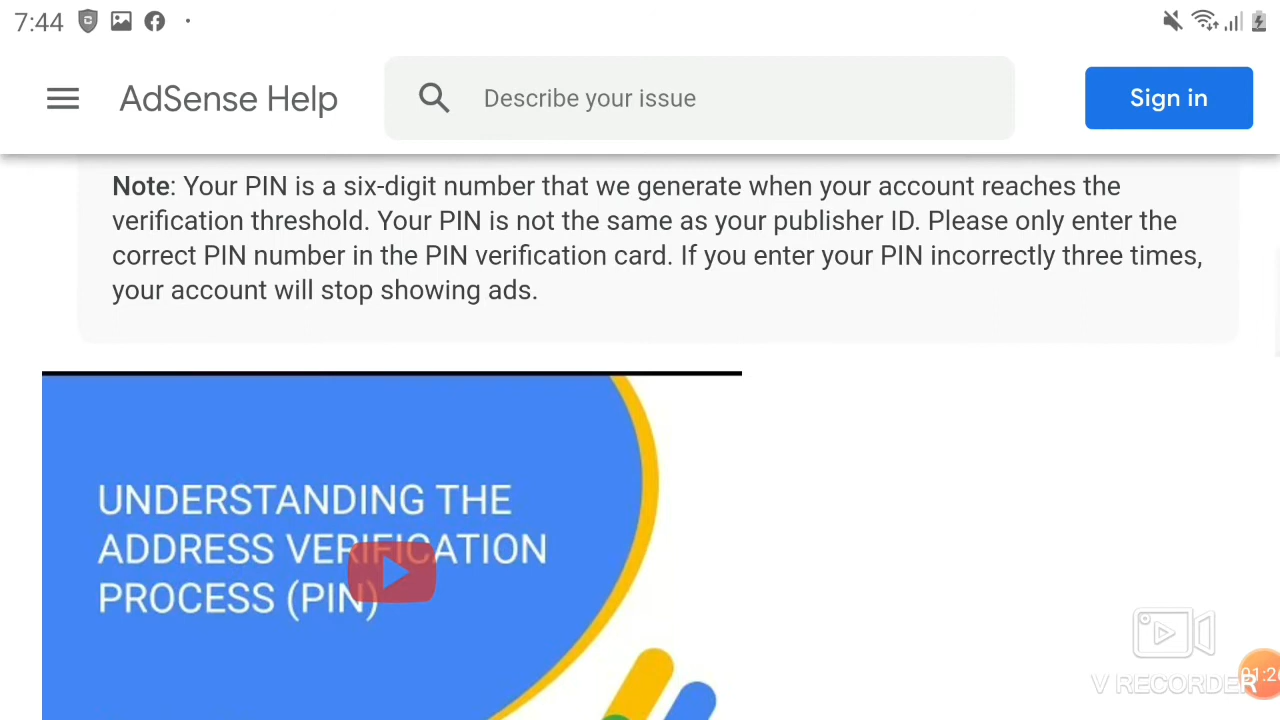 7:44
AdSense Help
Describe your issue
Sign in
Note: Your PIN is a six-digit number that we generate when your account reaches the
verification threshold. Your PIN is not the same as your publisher ID. Please only enter the
correct PIN number in the PIN verification card. If you enter your PIN incorrectly three times,
your account will stop showing ads.
UNDERSTANDING THE
ADDRESS VERIFICATION
PROCESS (PIN)
V RECORDER